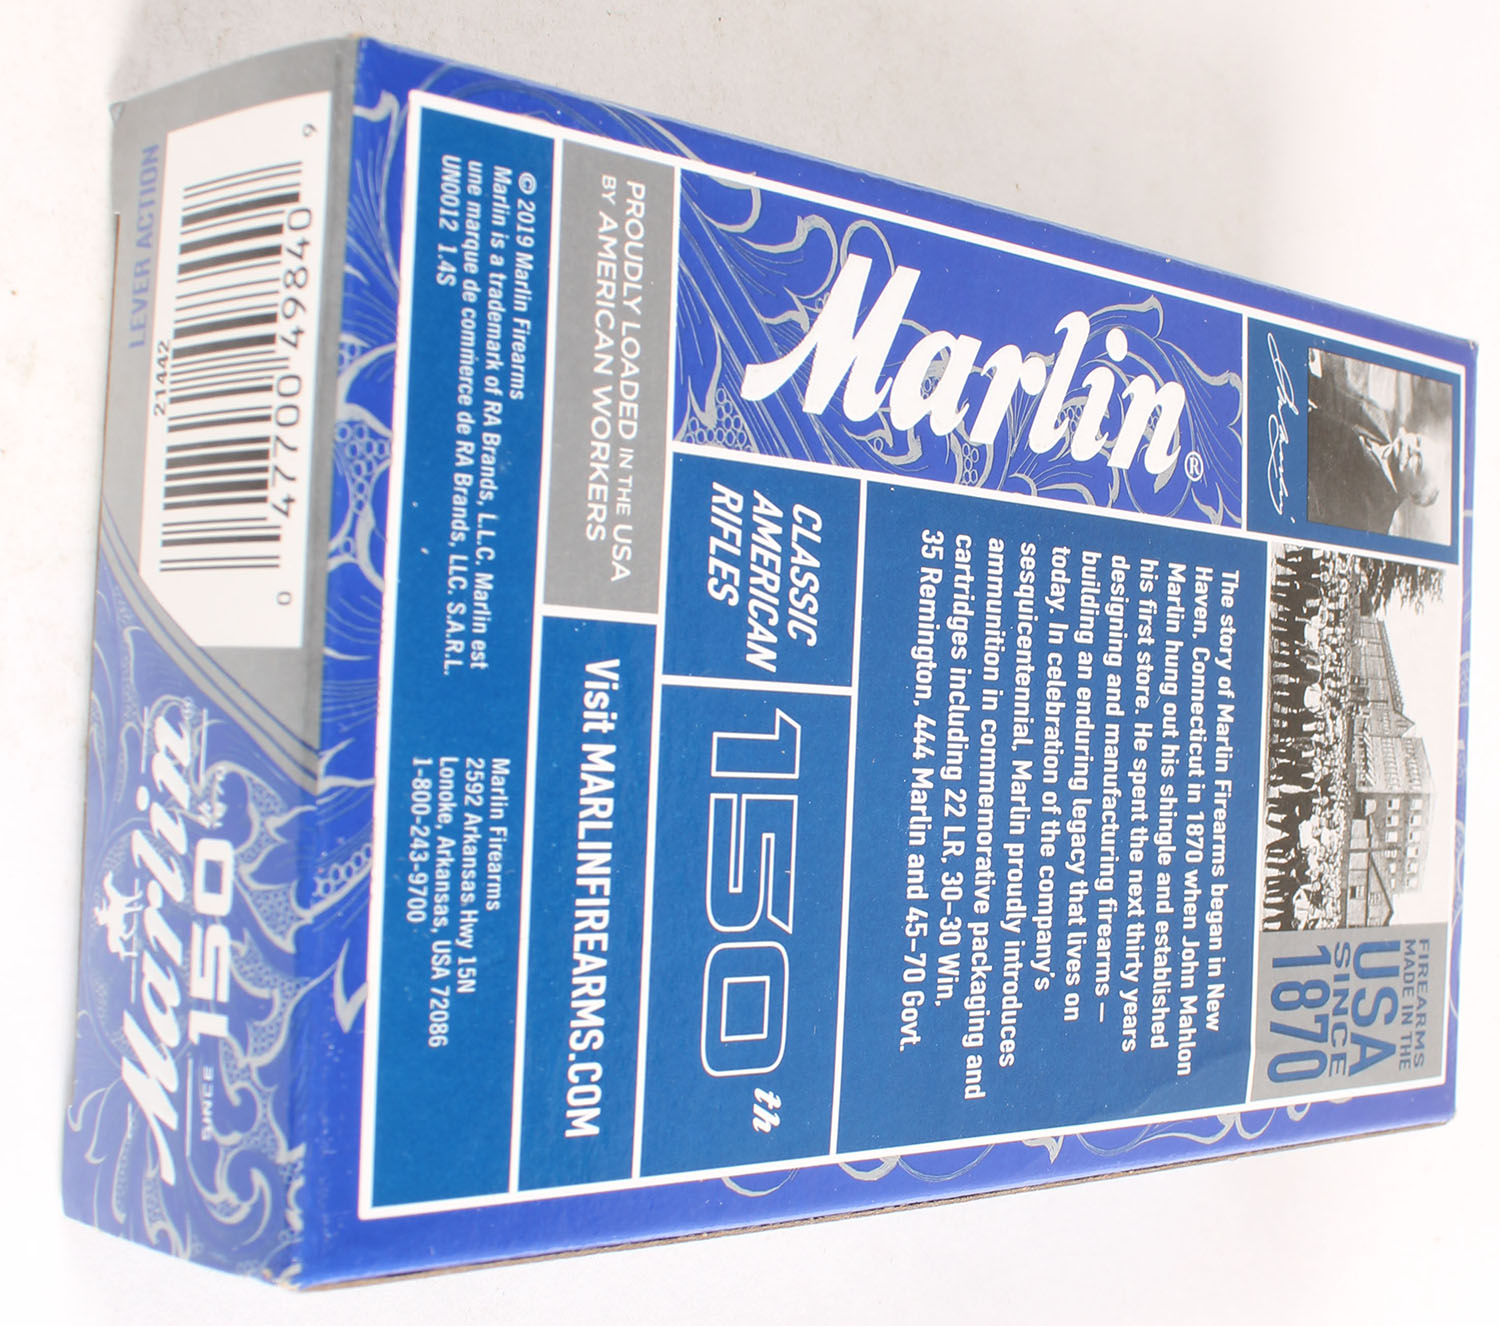 Marlin®
FIREARMS
MADE IN THE
USA
SINCE
1870
The story of Marlin Firearms began in New
Haven, Connecticut in 1870 when John Mahlon
Marlin hung out his shingle and established
his first store. He spent the next thirty years
designing and manufacturing firearms –
building an enduring legacy that lives on
today. In celebration of the company's
sesquicentennial, Marlin proudly introduces
ammunition in commemorative packaging and
cartridges including 22 LR, 30-30 Win,
35 Remington, 444 Marlin and 45-70 Govt.
CLASSIC
AMERICAN
RIFLES
150th
PROUDLY LOADED IN THE USA
BY AMERICAN WORKERS
Visit MARLINFIREARMS.COM
© 2019 Marlin Firearms
Marlin is a trademark of RA Brands, L.L.C. Marlin est
une marque de commerce de RA Brands, LLC. S.A.R.L.
UN0012 1.4S
Marlin Firearms
2592 Arkansas Hwy 15N
Lonoke, Arkansas, USA 72086
1-800-243-9700
LEVER ACTION
21442
0 47700 49840 9
Marlin
150
SINCE